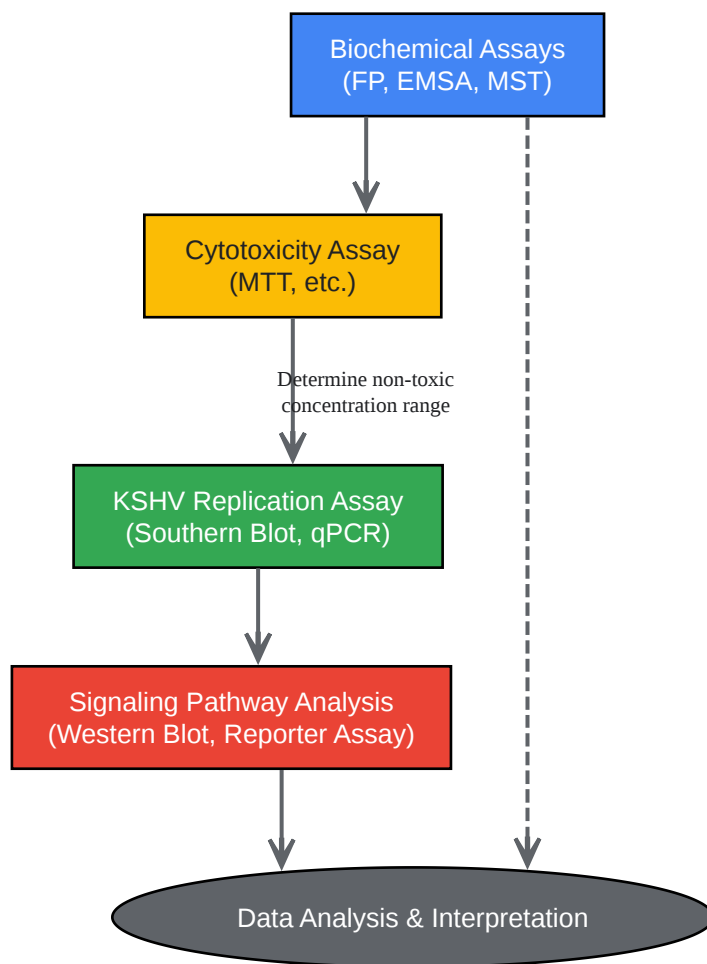 Biochemical Assays
(FP, EMSA, MST)
Cytotoxicity Assay
(MTT, etc.)
Determine non-toxic
concentration range
KSHV Replication Assay
(Southern Blot, qPCR)
Signaling Pathway Analysis
(Western Blot, Reporter Assay)
Data Analysis & Interpretation